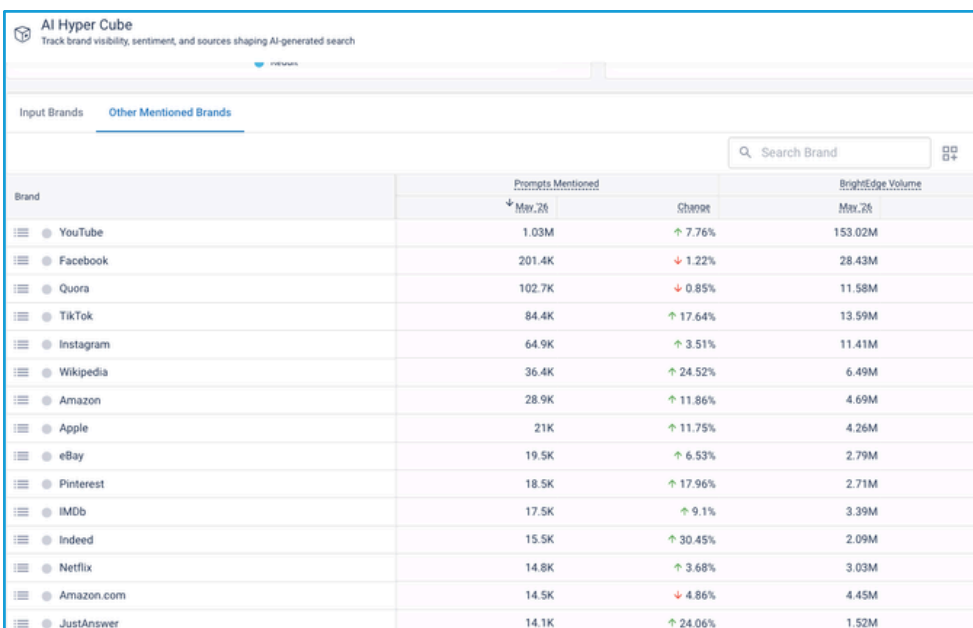 AI Hyper Cube
Track brand visibility, sentiment, and sources shaping AI-generated search
Reddit
Input Brands Other Mentioned Brands
Search Brand
Brand Prompts Mentioned BrightEdge Volume
May '26 Change May '26
YouTube 1.03M 7.76% 153.02M
Facebook 201.4K 1.22% 28.43M
Quora 102.7K 0.85% 11.58M
TikTok 84.4K 17.64% 13.59M
Instagram 64.9K 3.51% 11.41M
Wikipedia 36.4K 24.52% 6.49M
Amazon 28.9K 11.86% 4.69M
Apple 21K 11.75% 4.26M
eBay 19.5K 6.53% 2.79M
Pinterest 18.5K 17.96% 2.71M
IMDb 17.5K 9.1% 3.39M
Indeed 15.5K 30.45% 2.09M
Netflix 14.8K 3.68% 3.03M
Amazon.com 14.5K 4.86% 4.45M
JustAnswer 14.1K 24.06% 1.52M